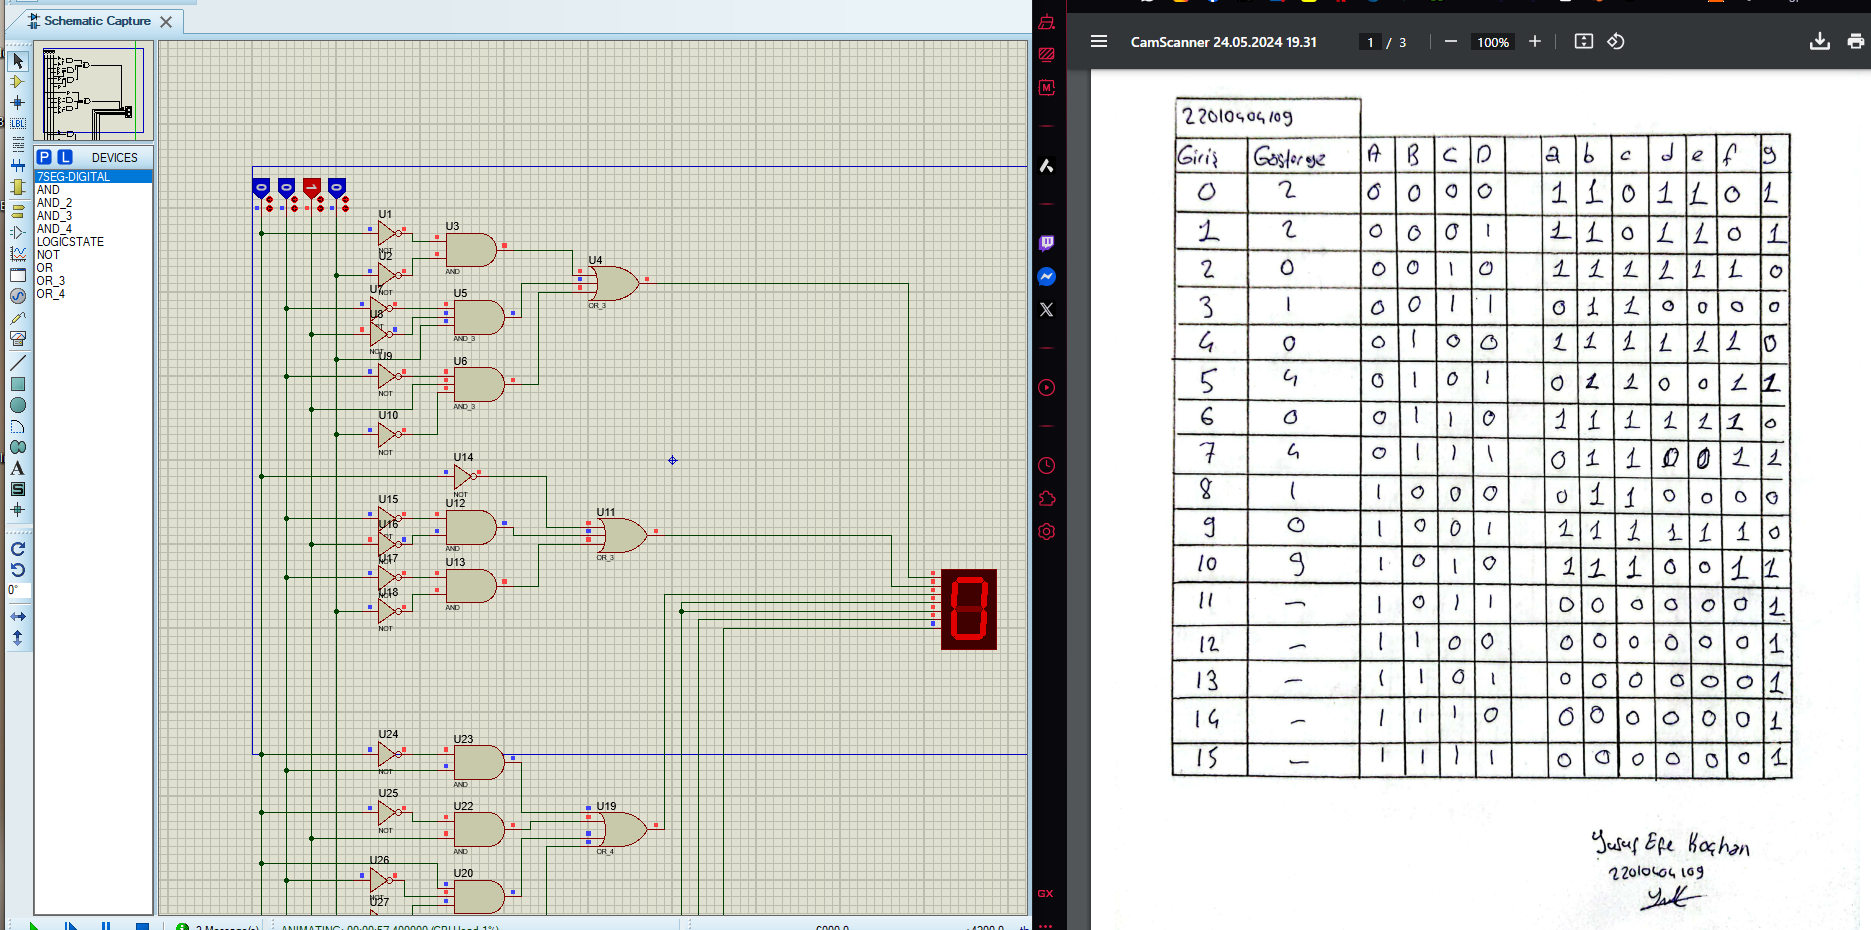 Schematic Capture
P L DEVICES
7SEG-DIGITAL
AND
AND_2
AND_3
AND_4
LOGICSTATE
NOT
OR
OR_3
OR_4
LBL
A
S
0°
0 0 1 0
U1
NOT
U2
NOT
U3
AND
U4
OR_3
U5
AND_3
U8
NOT
U9
NOT
U6
AND_3
U10
NOT
U14
NOT
U15
U16
U12
AND
U17
U18
NOT
U13
AND
U11
OR_3
U24
NOT
U23
AND
U25
NOT
U22
AND
U19
OR_4
U26
NOT
U20
U27
M
GX
CamScanner 24.05.2024 19.31
1 / 3
100%
22010404109
Giriş Gösterge A B C D a b c d e f g
0 2 0 0 0 0 1 1 0 1 1 0 1
1 2 0 0 0 1 1 1 0 1 1 0 1
2 0 0 0 1 0 1 1 1 1 1 1 0
3 1 0 0 1 1 0 1 1 0 0 0 0
4 0 0 1 0 0 1 1 1 1 1 1 0
5 4 0 1 0 1 0 1 1 0 0 1 1
6 0 0 1 1 0 1 1 1 1 1 1 0
7 4 0 1 1 1 0 1 1 0 0 1 1
8 1 1 0 0 0 0 1 1 0 0 0 0
9 0 1 0 0 1 1 1 1 1 1 1 0
10 9 1 0 1 0 1 1 1 0 0 1 1
11 — 1 0 1 1 0 0 0 0 0 0 1
12 — 1 1 0 0 0 0 0 0 0 0 1
13 — 1 1 0 1 0 0 0 0 0 0 1
14 — 1 1 1 0 0 0 0 0 0 0 1
15 — 1 1 1 1 0 0 0 0 0 0 1
Yusuf Efe Koçhan
22010404109